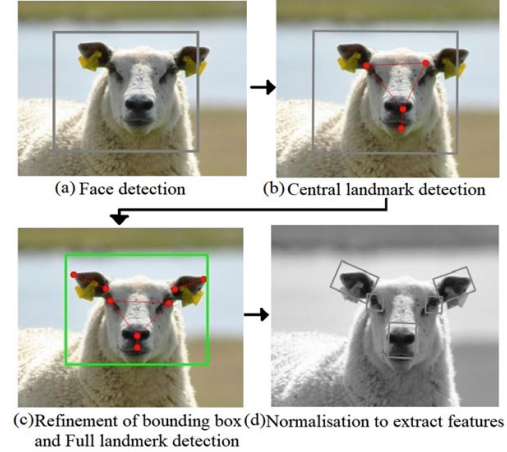 (a) Face detection
(b) Central landmark detection
(c) Refinement of bounding box
and Full landmerk detection
(d) Normalisation to extract features